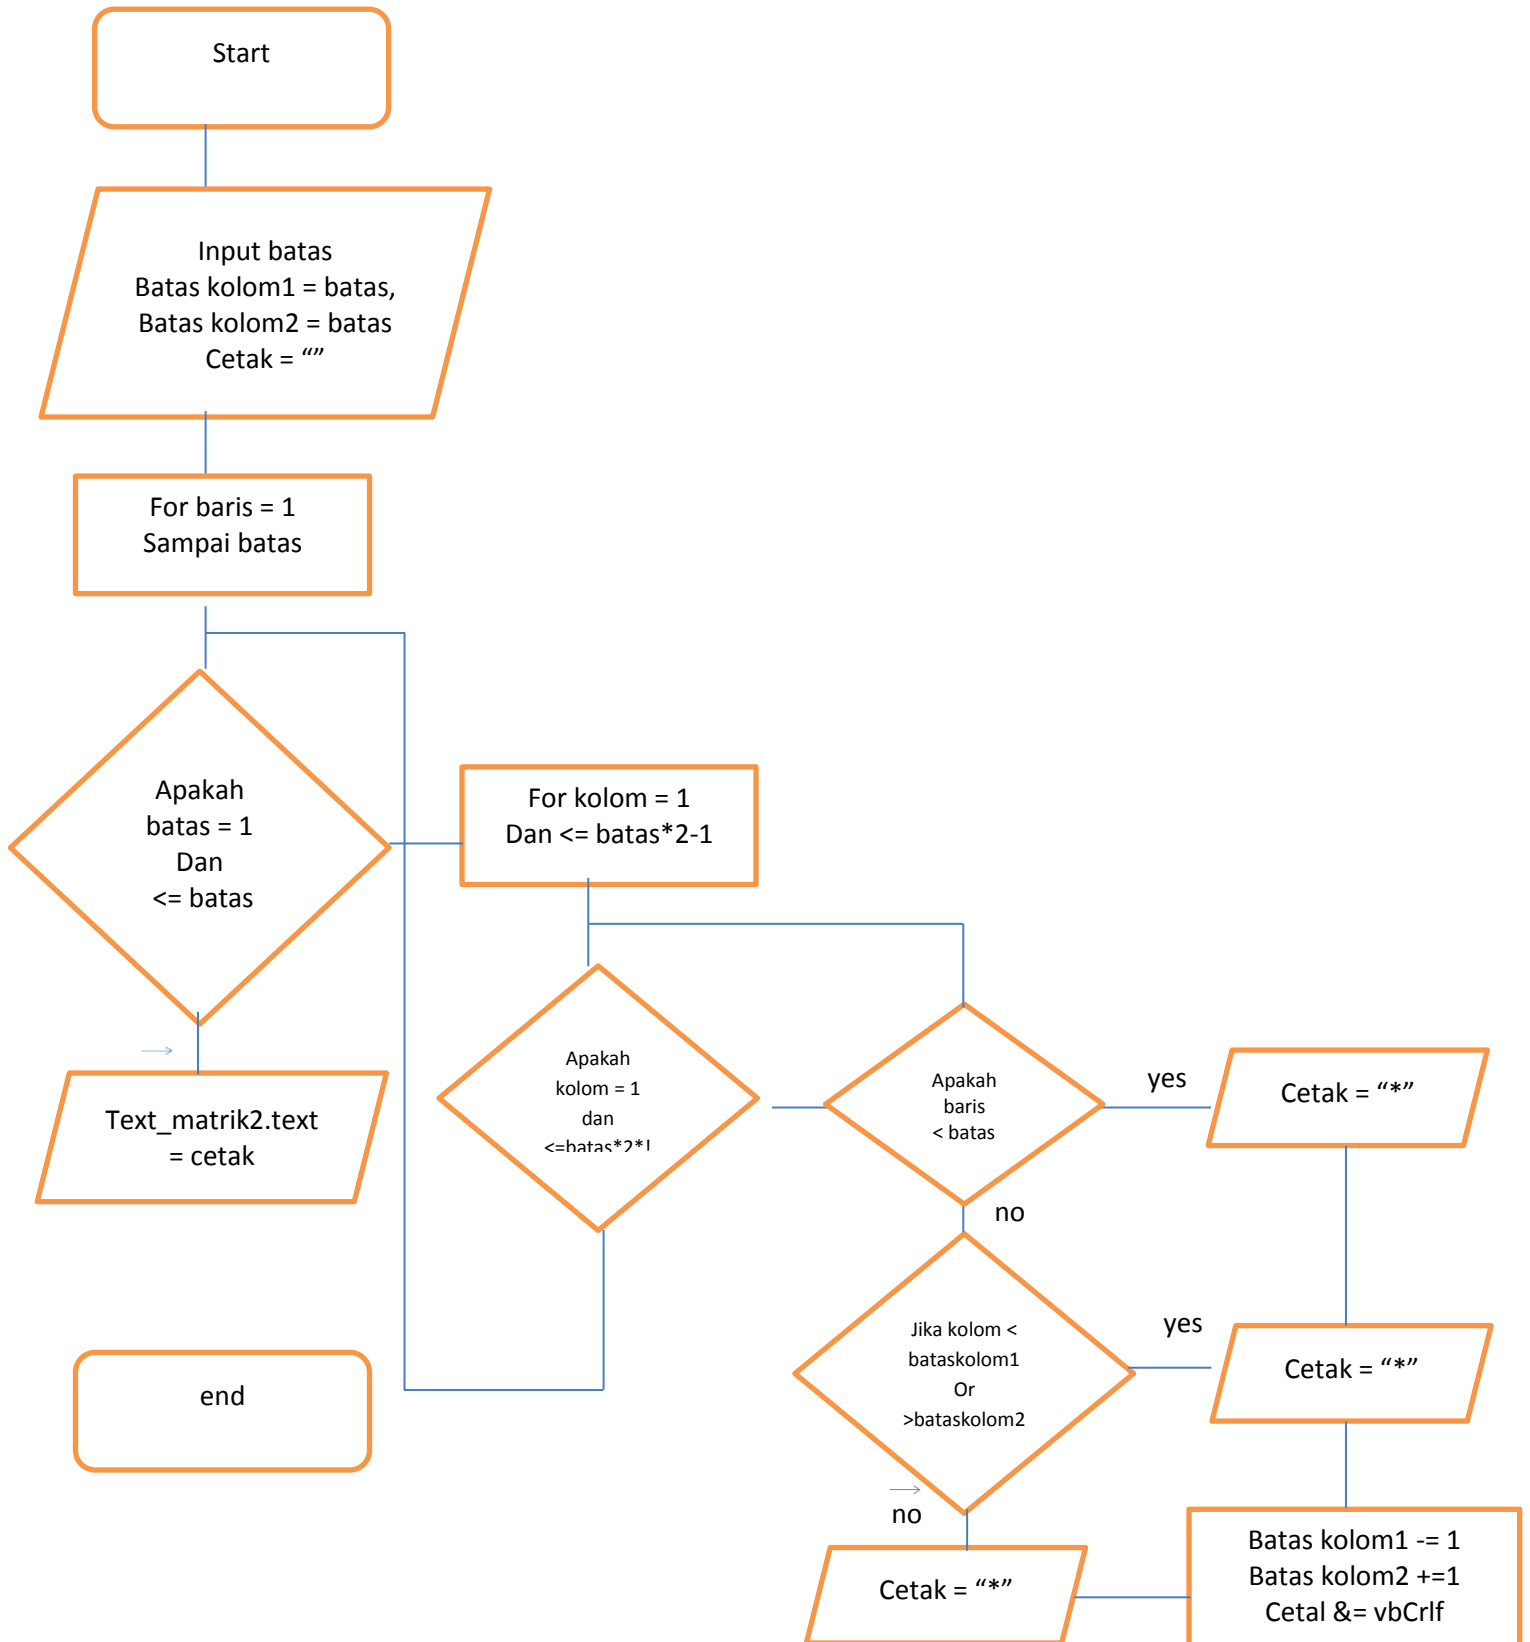 Start
Input batas
Batas kolom1 = batas,
Batas kolom2 = batas
Cetak = “”
For baris = 1
Sampai batas
Apakah
batas = 1
Dan
<= batas
For kolom = 1
Dan <= batas*2-1
Text_matrik2.text
= cetak
Apakah
kolom = 1
dan
Apakah
baris
< batas
yes
Cetak = “*”
no
Jika kolom <
bataskolom1
Or
>bataskolom2
yes
Cetak = “*”
no
Cetak = “*”
Batas kolom1 -= 1
Batas kolom2 +=1
Cetal &= vbCrlf
end